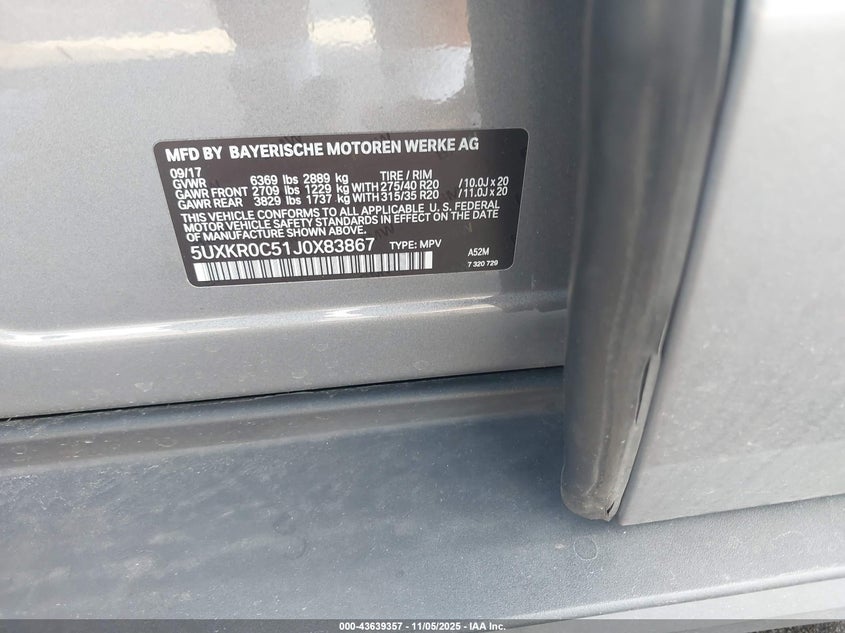 MFD BY BAYERISCHE MOTOREN WERKE AG
09/17
GVWR 6369 lbs 2889 kg TIRE / RIM
GAWR FRONT 2709 lbs 1229 kg WITH 275/40 R20 / 10.0J x 20
GAWR REAR 3829 lbs 1737 kg WITH 315/35 R20 / 11.0J x 20
THIS VEHICLE CONFORMS TO ALL APPLICABLE U. S. FEDERAL
MOTOR VEHICLE SAFETY STANDARDS IN EFFECT ON THE DATE
OF MANUFACTURE SHOWN ABOVE.
5UXKR0C51J0X83867 TYPE: MPV A52M
7 320 729
000-43639357 - 11/05/2025 - IAA Inc.